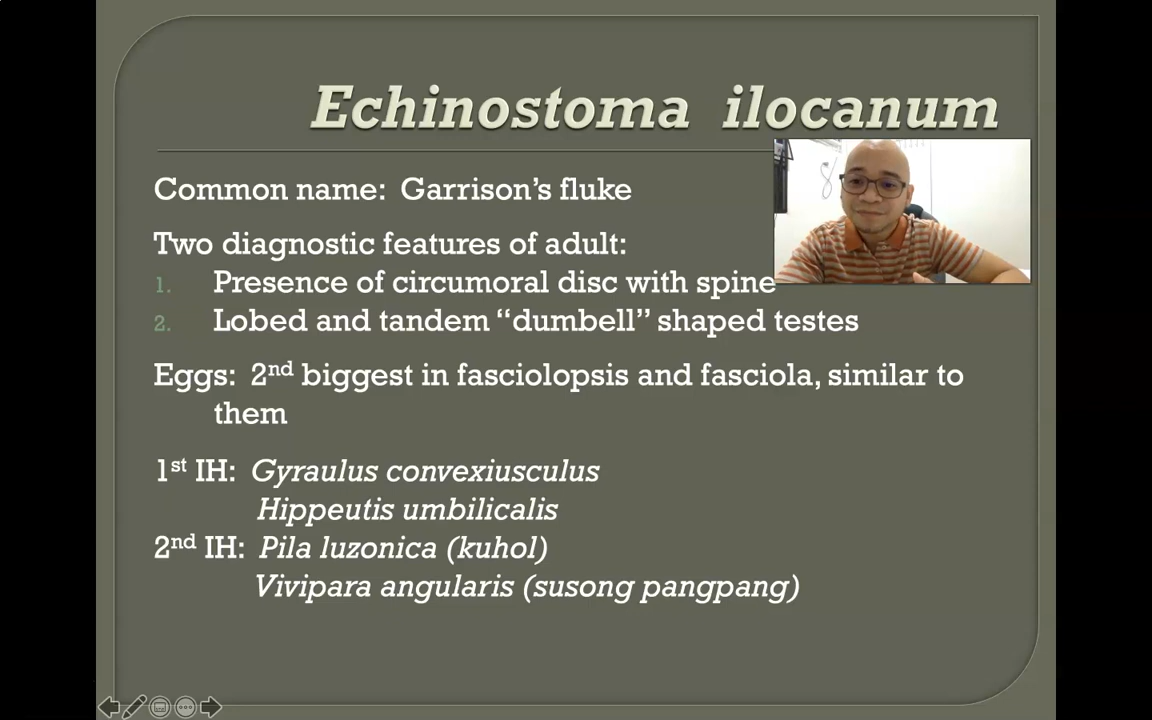 Echinostoma ilocanum
Common name: Garrison’s fluke
Two diagnostic features of adult:
1. Presence of circumoral disc with spine
2. Lobed and tandem “dumbell” shaped testes
Eggs: 2nd biggest in fasciolopsis and fasciola, similar to
them
1st IH: Gyraulus convexiusculus
Hippeutis umbilicalis
2nd IH: Pila luzonica (kuhol)
Vivipara angularis (susong pangpang)